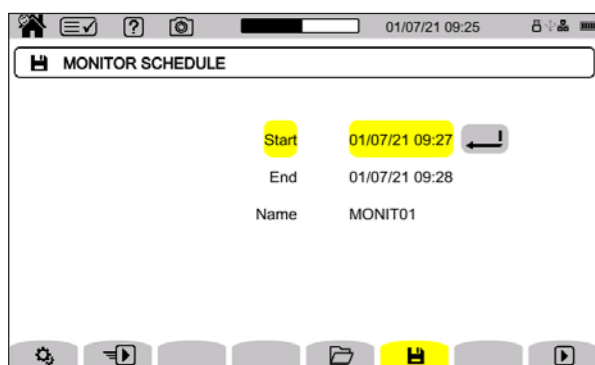 ? 01/07/21 09:25
MONITOR SCHEDULE
Start 01/07/21 09:27
End 01/07/21 09:28
Name MONIT01